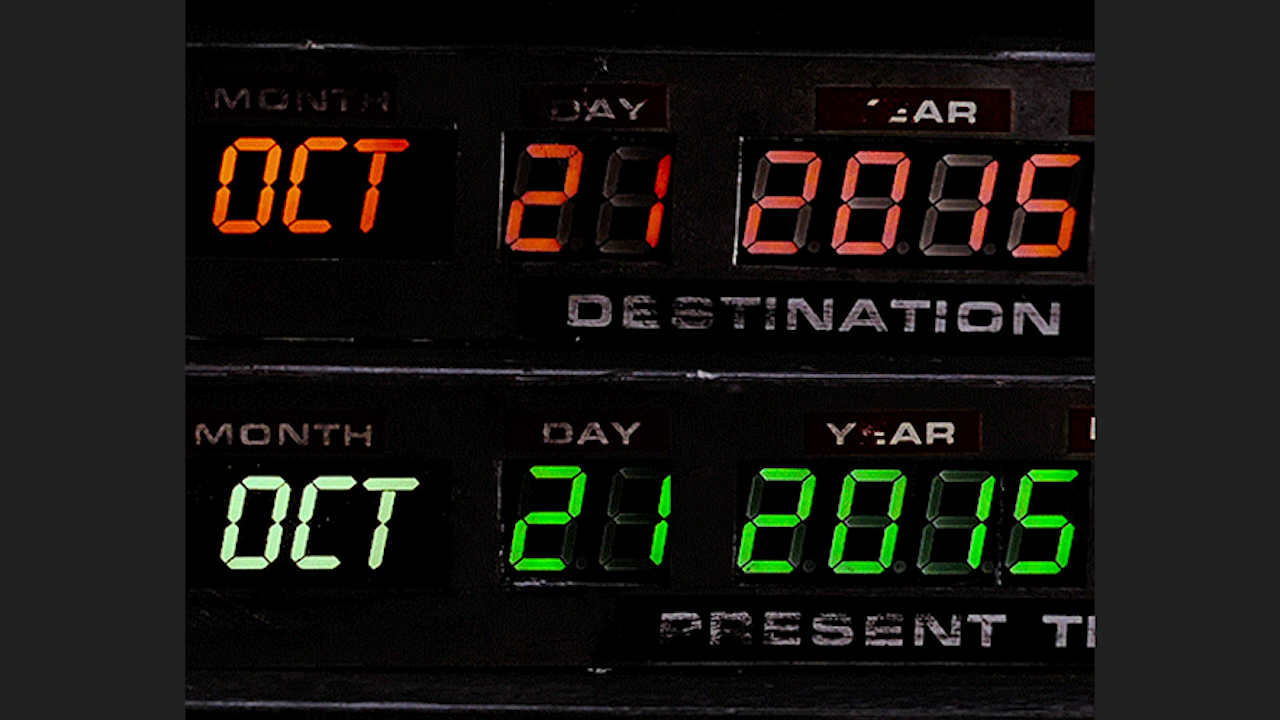 MONTH DAY YEAR
OCT 21 2015
DESTINATION
MONTH DAY YEAR
OCT 21 2015
PRESENT